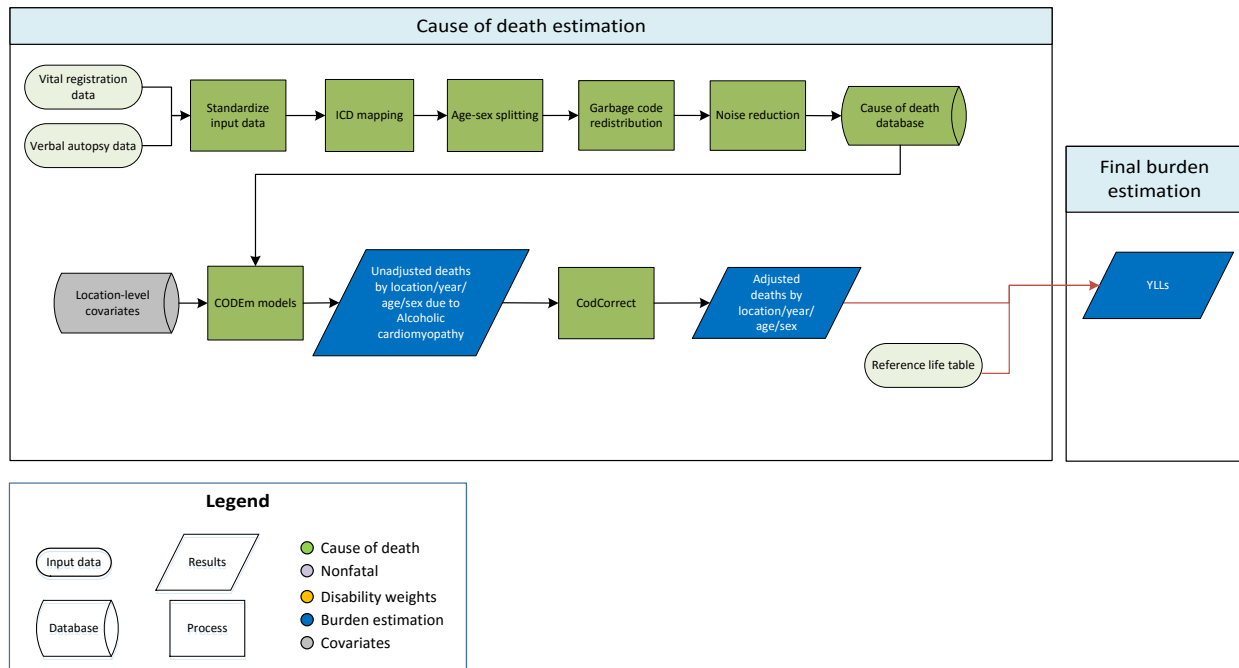 Cause of death estimation
Vital registration
data
Verbal autopsy data
Standardize
input data
ICD mapping
Age-sex splitting
Garbage code
redistribution
Noise reduction
Cause of death
database
Location-level
covariates
CODEm models
Unadjusted deaths
by location/year/
age/sex due to
Alcoholic
cardiomyopathy
CodCorrect
Adjusted
deaths by
location/year/
age/sex
Reference life table
Final burden
estimation
YLLs
Legend
Input data
Results
Database
Process
Cause of death
Nonfatal
Disability weights
Burden estimation
Covariates